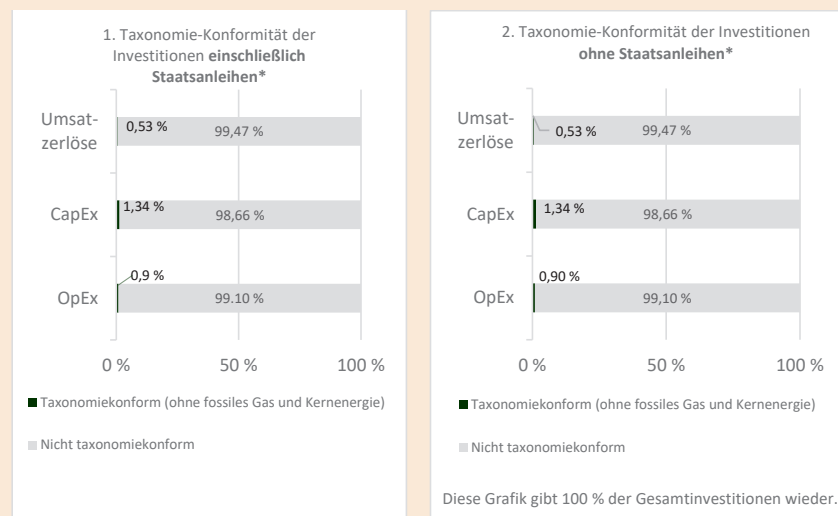 1. Taxonomie-Konformität der
Investitionen einschließlich
Staatsanleihen*
Umsat-
zerlöse
0,53 %
99,47 %
CapEx
1,34 %
98,66 %
OpEx
0,9 %
99.10 %
0 %
50 %
100 %
Taxonomiekonform (ohne fossiles Gas und Kernenergie)
Nicht taxonomiekonform
2. Taxonomie-Konformität der Investitionen
ohne Staatsanleihen*
Umsat-
zerlöse
0,53 %
99,47 %
CapEx
1,34 %
98,66 %
OpEx
0,90 %
99,10 %
0 %
50 %
100 %
Taxonomiekonform (ohne fossiles Gas und Kernenergie)
Nicht taxonomiekonform
Diese Grafik gibt 100 % der Gesamtinvestitionen wieder.